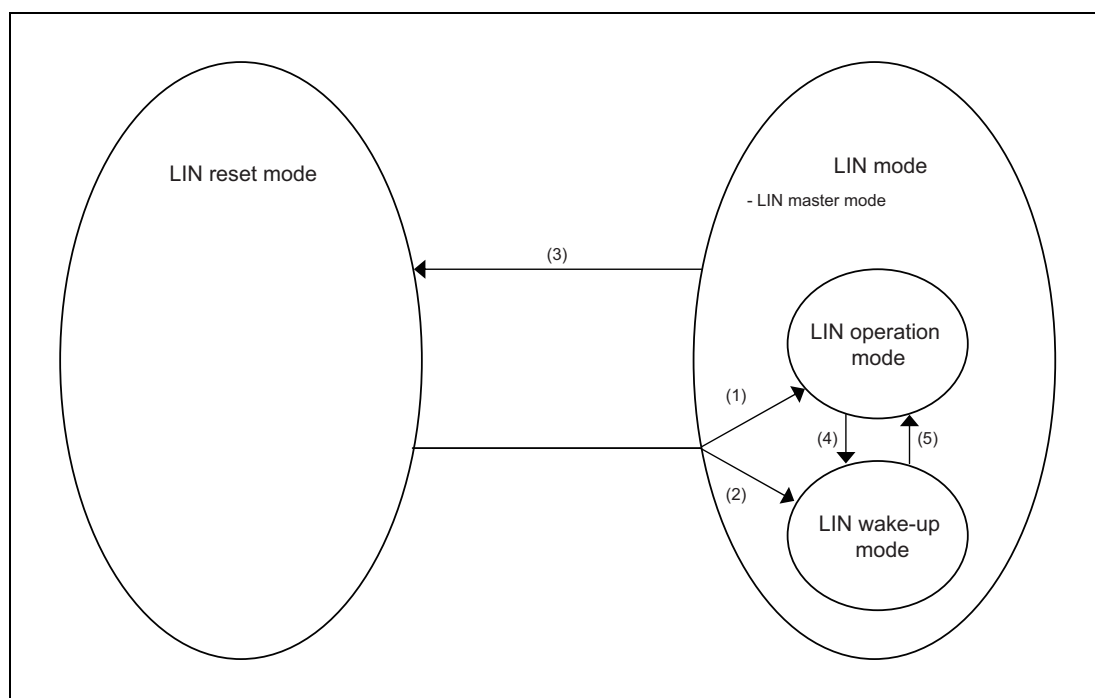 LIN reset mode
LIN mode
- LIN master mode
(3)
LIN operation
mode
(1)
(4)
(5)
(2)
LIN wake-up
mode